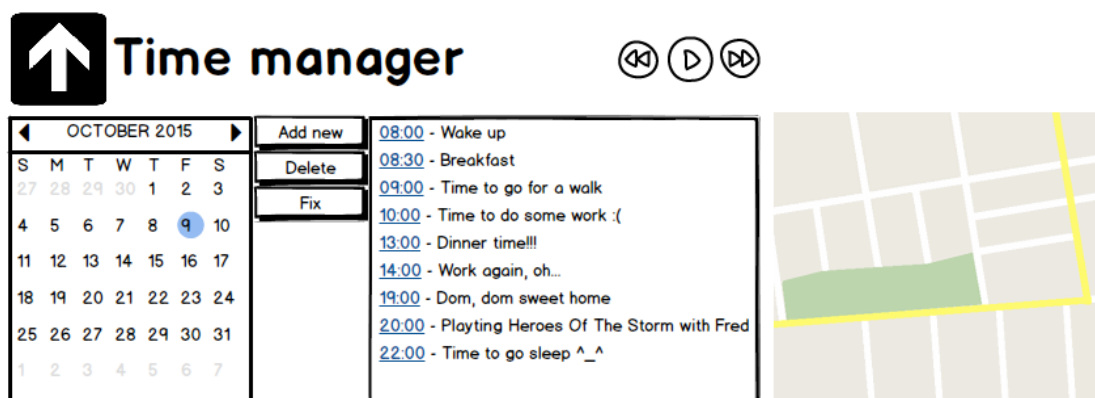 Time manager
OCTOBER 2015
S M T W T F S
27 28 29 30 1 2 3
4 5 6 7 8 9 10
11 12 13 14 15 16 17
18 19 20 21 22 23 24
25 26 27 28 29 30 31
1 2 3 4 5 6 7
Add new
Delete
Fix
08:00 - Wake up
08:30 - Breakfast
09:00 - Time to go for a walk
10:00 - Time to do some work :(
13:00 - Dinner time!!!
14:00 - Work again, oh...
19:00 - Dom, dom sweet home
20:00 - Playting Heroes Of The Storm with Fred
22:00 - Time to go sleep ^_^